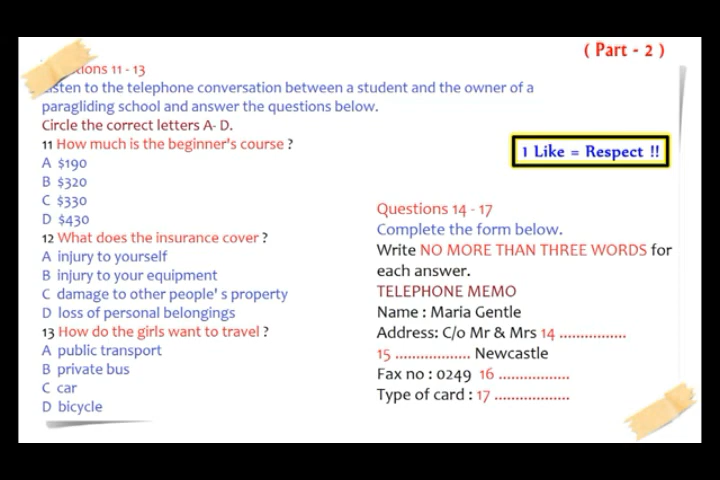 ( Part - 2 )
tions 11 - 13
isten to the telephone conversation between a student and the owner of a
paragliding school and answer the questions below.
Circle the correct letters A- D.
11 How much is the beginner's course ?
A $190
B $320
C $330
D $430
12 What does the insurance cover ?
A injury to yourself
B injury to your equipment
C damage to other people' s property
D loss of personal belongings
13 How do the girls want to travel ?
A public transport
B private bus
C car
D bicycle
1 Like = Respect !!
Questions 14 - 17
Complete the form below.
Write NO MORE THAN THREE WORDS for
each answer.
TELEPHONE MEMO
Name : Maria Gentle
Address: C/o Mr & Mrs 14 ................
15 .................. Newcastle
Fax no : 0249 16 .................
Type of card : 17 ..................